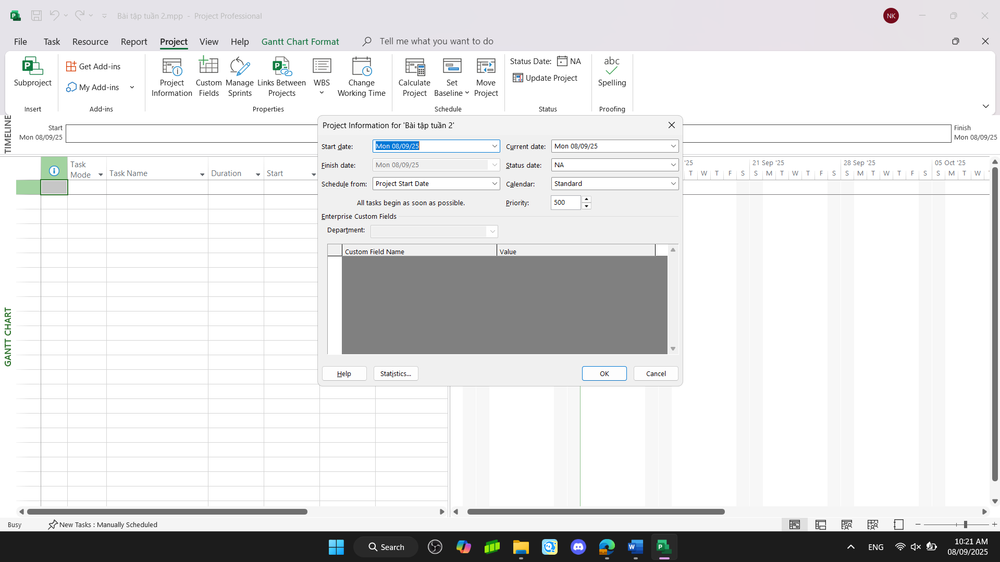 Bài tập tuần 2.mpp - Project Professional
NK
File Task Resource Report Project View Help Gantt Chart Format Tell me what you want to do
Subproject
Insert
Get Add-ins
My Add-ins
Add-ins
Project Information
Custom Fields
Manage Sprints
Links Between Projects
WBS
Change Working Time
Properties
Calculate Project
Set Baseline
Move Project
Schedule
Status Date: NA
Update Project
Status
abc
Spelling
Proofing
TIMELINE
Start
Mon 08/09/25
Finish
Mon 08/09/25
Project Information for 'Bài tập tuần 2'
Start date: Mon 08/09/25
Current date: Mon 08/09/25
Finish date: Mon 08/09/25
Status date: NA
Schedule from: Project Start Date
Calendar: Standard
All tasks begin as soon as possible.
Priority: 500
Enterprise Custom Fields
Department:
Custom Field Name Value
Help Statistics... OK Cancel
GANTT CHART
Task Mode
Task Name
Duration
Start
'25 21 Sep '25 28 Sep '25 05 Oct '25
T W T F S S M T W T F S S M T W T F S S M T W
Busy
New Tasks : Manually Scheduled
Search
ENG
10:21 AM
08/09/2025